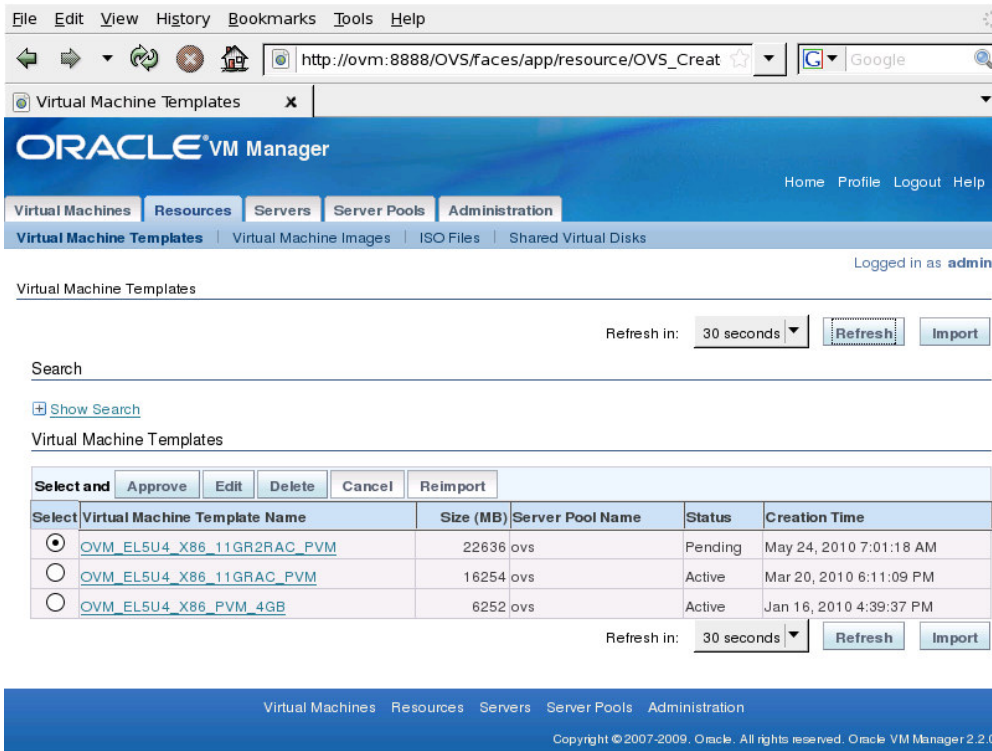 File Edit View History Bookmarks Tools Help
http://ovm:8888/OVS/faces/app/resource/OVS_Creat G Google
Virtual Machine Templates x
ORACLE VM Manager
Home Profile Logout Help
Virtual Machines Resources Servers Server Pools Administration
Virtual Machine Templates | Virtual Machine Images | ISO Files | Shared Virtual Disks
Logged in as admin
Virtual Machine Templates
Refresh in: 30 seconds Refresh Import
Search
Show Search
Virtual Machine Templates
Select and Approve Edit Delete Cancel Reimport
Select Virtual Machine Template Name Size (MB) Server Pool Name Status Creation Time
OVM_EL5U4_X86_11GR2RAC_PVM 22636 ovs Pending May 24, 2010 7:01:18 AM
OVM_EL5U4_X86_11GRAC_PVM 16254 ovs Active Mar 20, 2010 6:11:09 PM
OVM_EL5U4_X86_PVM_4GB 6252 ovs Active Jan 16, 2010 4:39:37 PM
Refresh in: 30 seconds Refresh Import
Virtual Machines Resources Servers Server Pools Administration
Copyright ©2007-2009. Oracle. All rights reserved. Oracle VM Manager 2.2.0